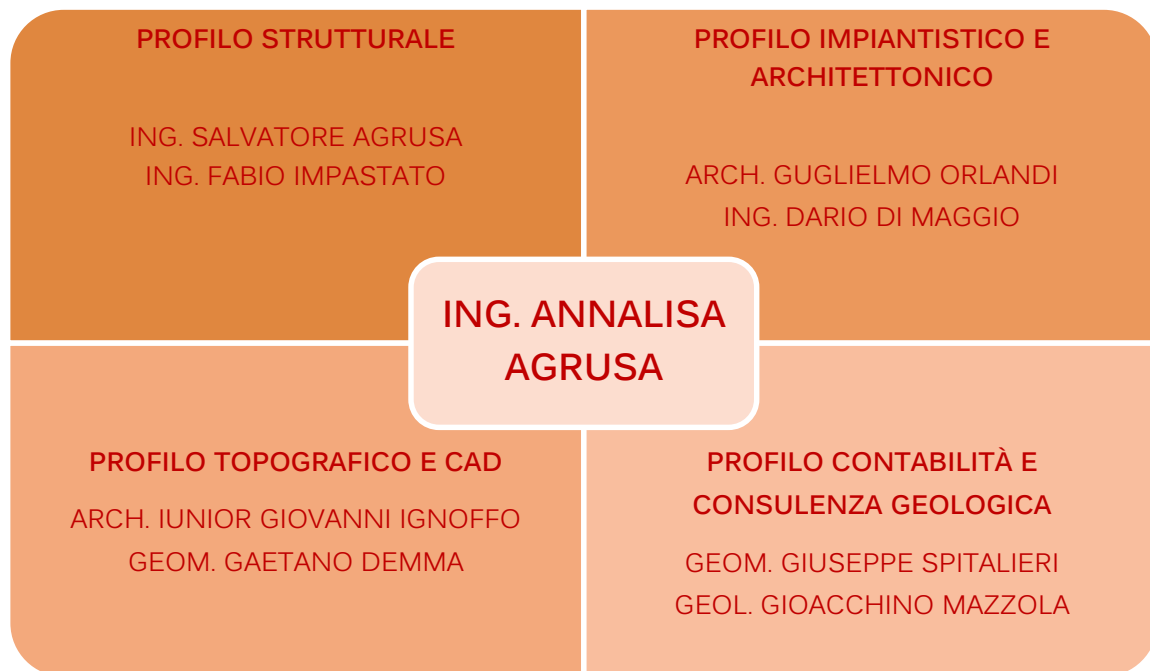 PROFILO STRUTTURALE
ING. SALVATORE AGRUSA
ING. FABIO IMPASTATO
PROFILO IMPIANTISTICO E
ARCHITETTONICO
ARCH. GUGLIELMO ORLANDI
ING. DARIO DI MAGGIO
ING. ANNALISA
AGRUSA
PROFILO TOPOGRAFICO E CAD
ARCH. IUNIOR GIOVANNI IGNOFFO
GEOM. GAETANO DEMMA
PROFILO CONTABILITÀ E
CONSULENZA GEOLOGICA
GEOM. GIUSEPPE SPITALIERI
GEOL. GIOACCHINO MAZZOLA